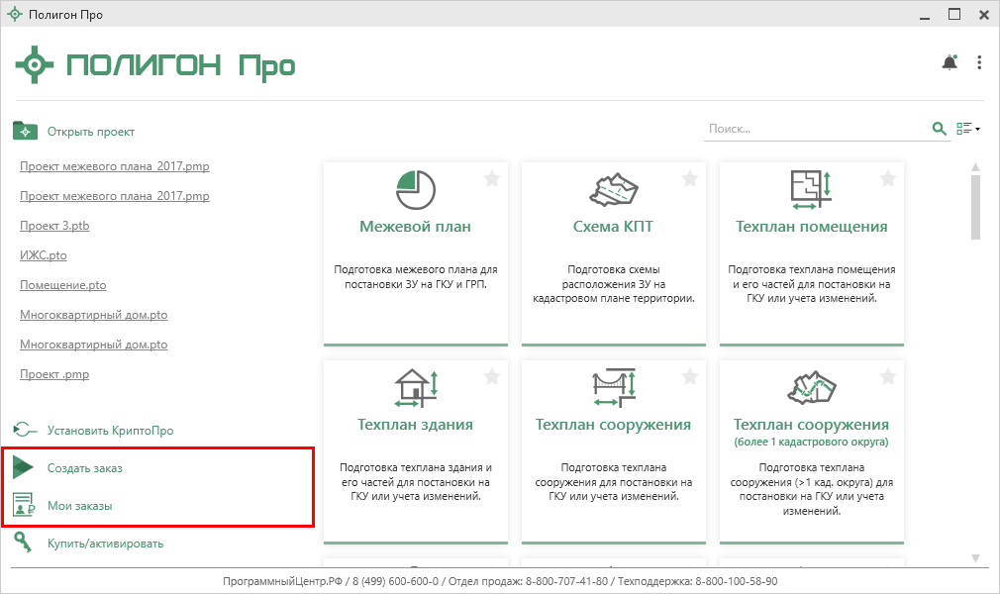 Полигон Про
ПОЛИГОН Про
Открыть проект
Поиск...
Проект межевого плана_2017.pmp
Проект межевого плана_2017.pmp
Проект 3.ptb
ИЖС.pto
Помещение.pto
Многоквартирный дом.pto
Многоквартирный дом.pto
Проект .pmp
Установить КриптоПро
Создать заказ
Мои заказы
Купить/активировать
Межевой план
Подготовка межевого плана для
постановки ЗУ на ГКУ и ГРП.
Схема КПТ
Подготовка схемы
расположения ЗУ на
кадастровом плане территории.
Техплан помещения
Подготовка техплана помещения
и его частей для постановки на
ГКУ или учета изменений.
Техплан здания
Подготовка техплана здания и
его частей для постановки на
ГКУ или учета изменений.
Техплан сооружения
Подготовка техплана
сооружения для постановки на
ГКУ или учета изменений.
Техплан сооружения
(более 1 кадастрового округа)
Подготовка техплана
сооружения (>1 кад. округа) для
постановки на ГКУ или учета
изменений.
ПрограммныйЦентр.РФ / 8 (499) 600-600-0 / Отдел продаж: 8-800-707-41-80 / Техподдержка: 8-800-100-58-90